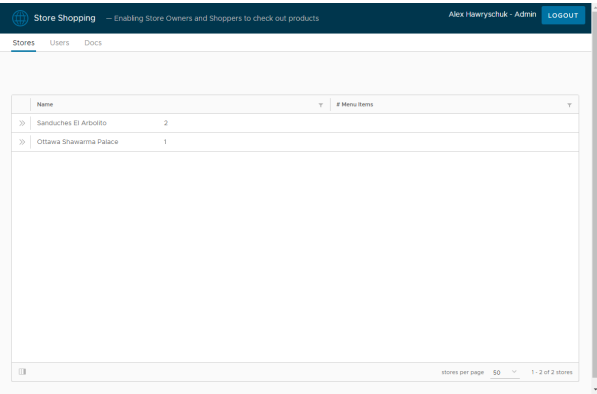 Store Shopping — Enabling Store Owners and Shoppers to check out products Alex Hawryschuk - Admin LOGOUT
Stores Users Docs
Name # Menu Items
Sanduches El Arbolito 2
Ottawa Shawarma Palace 1
stores per page 50 1 - 2 of 2 stores